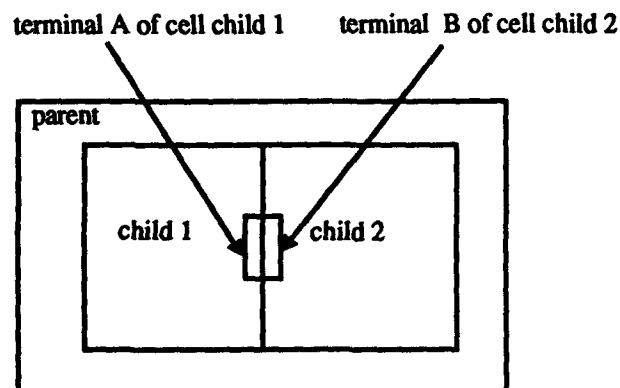 terminal A of cell child 1
terminal B of cell child 2
parent
child 1
child 2